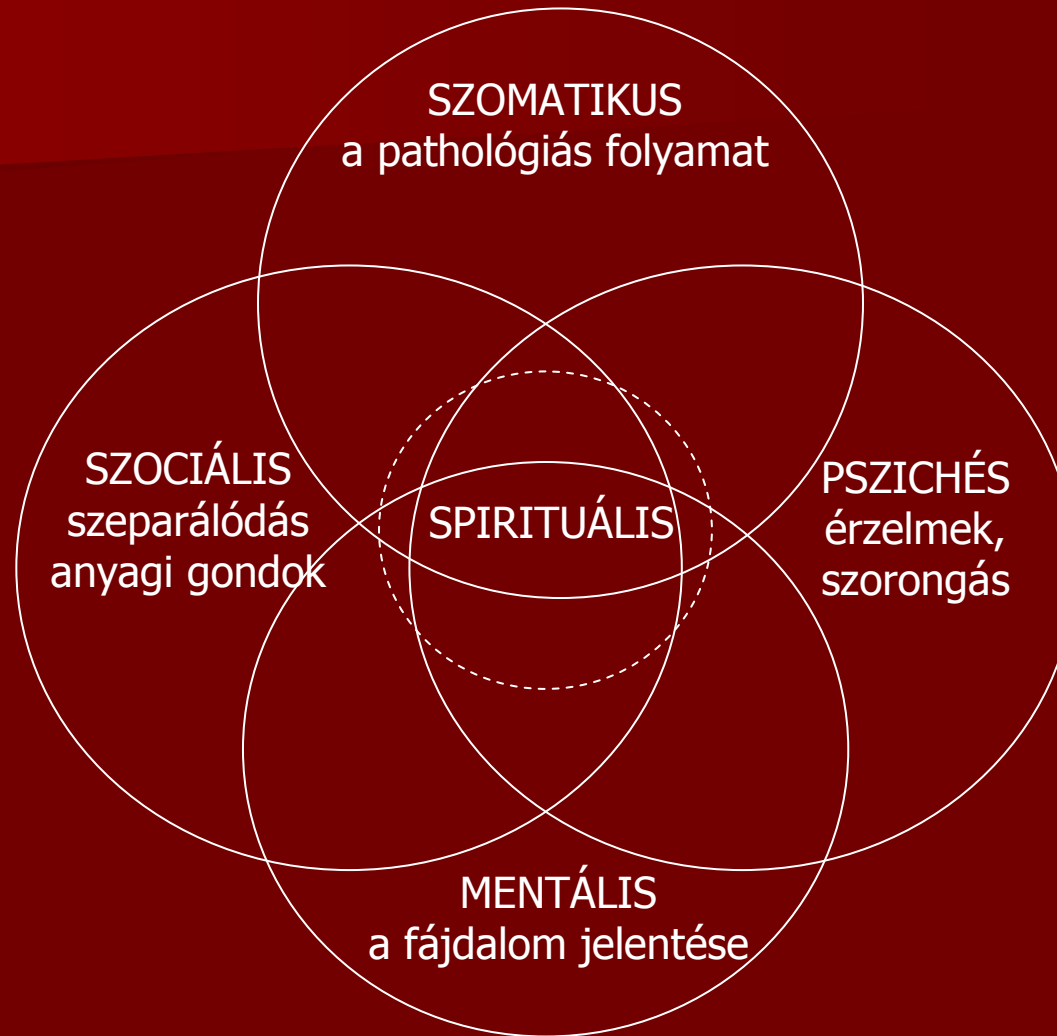 SZOMATIKUS
a pathológiás folyamat
SZOCIÁLIS
szeparálódás
anyagi gondok
SPIRITUÁLIS
PSZICHÉS
érzelmek,
szorongás
MENTÁLIS
a fájdalom jelentése